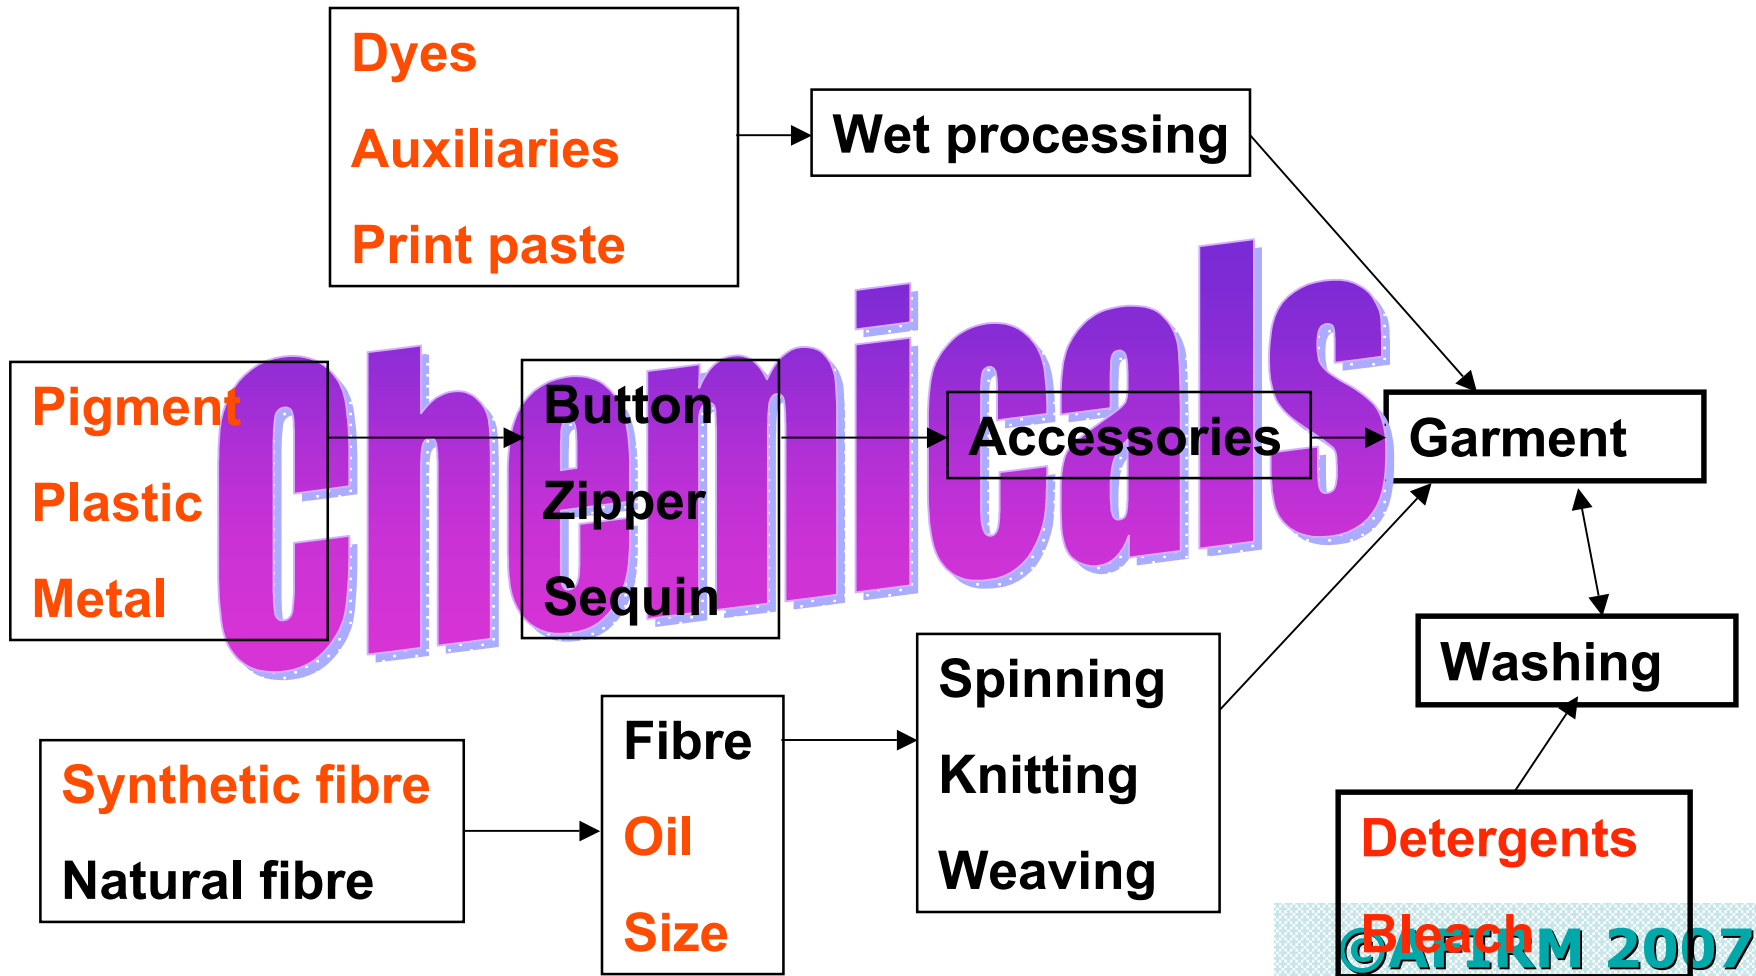 Dyes
Auxiliaries
Print paste
Wet processing
Chemicals
Pigment
Plastic
Metal
Button
Zipper
Sequin
Accessories
Garment
Washing
Synthetic fibre
Natural fibre
Fibre
Oil
Size
Spinning
Knitting
Weaving
Detergents
Bleach
©AFIRM 2007